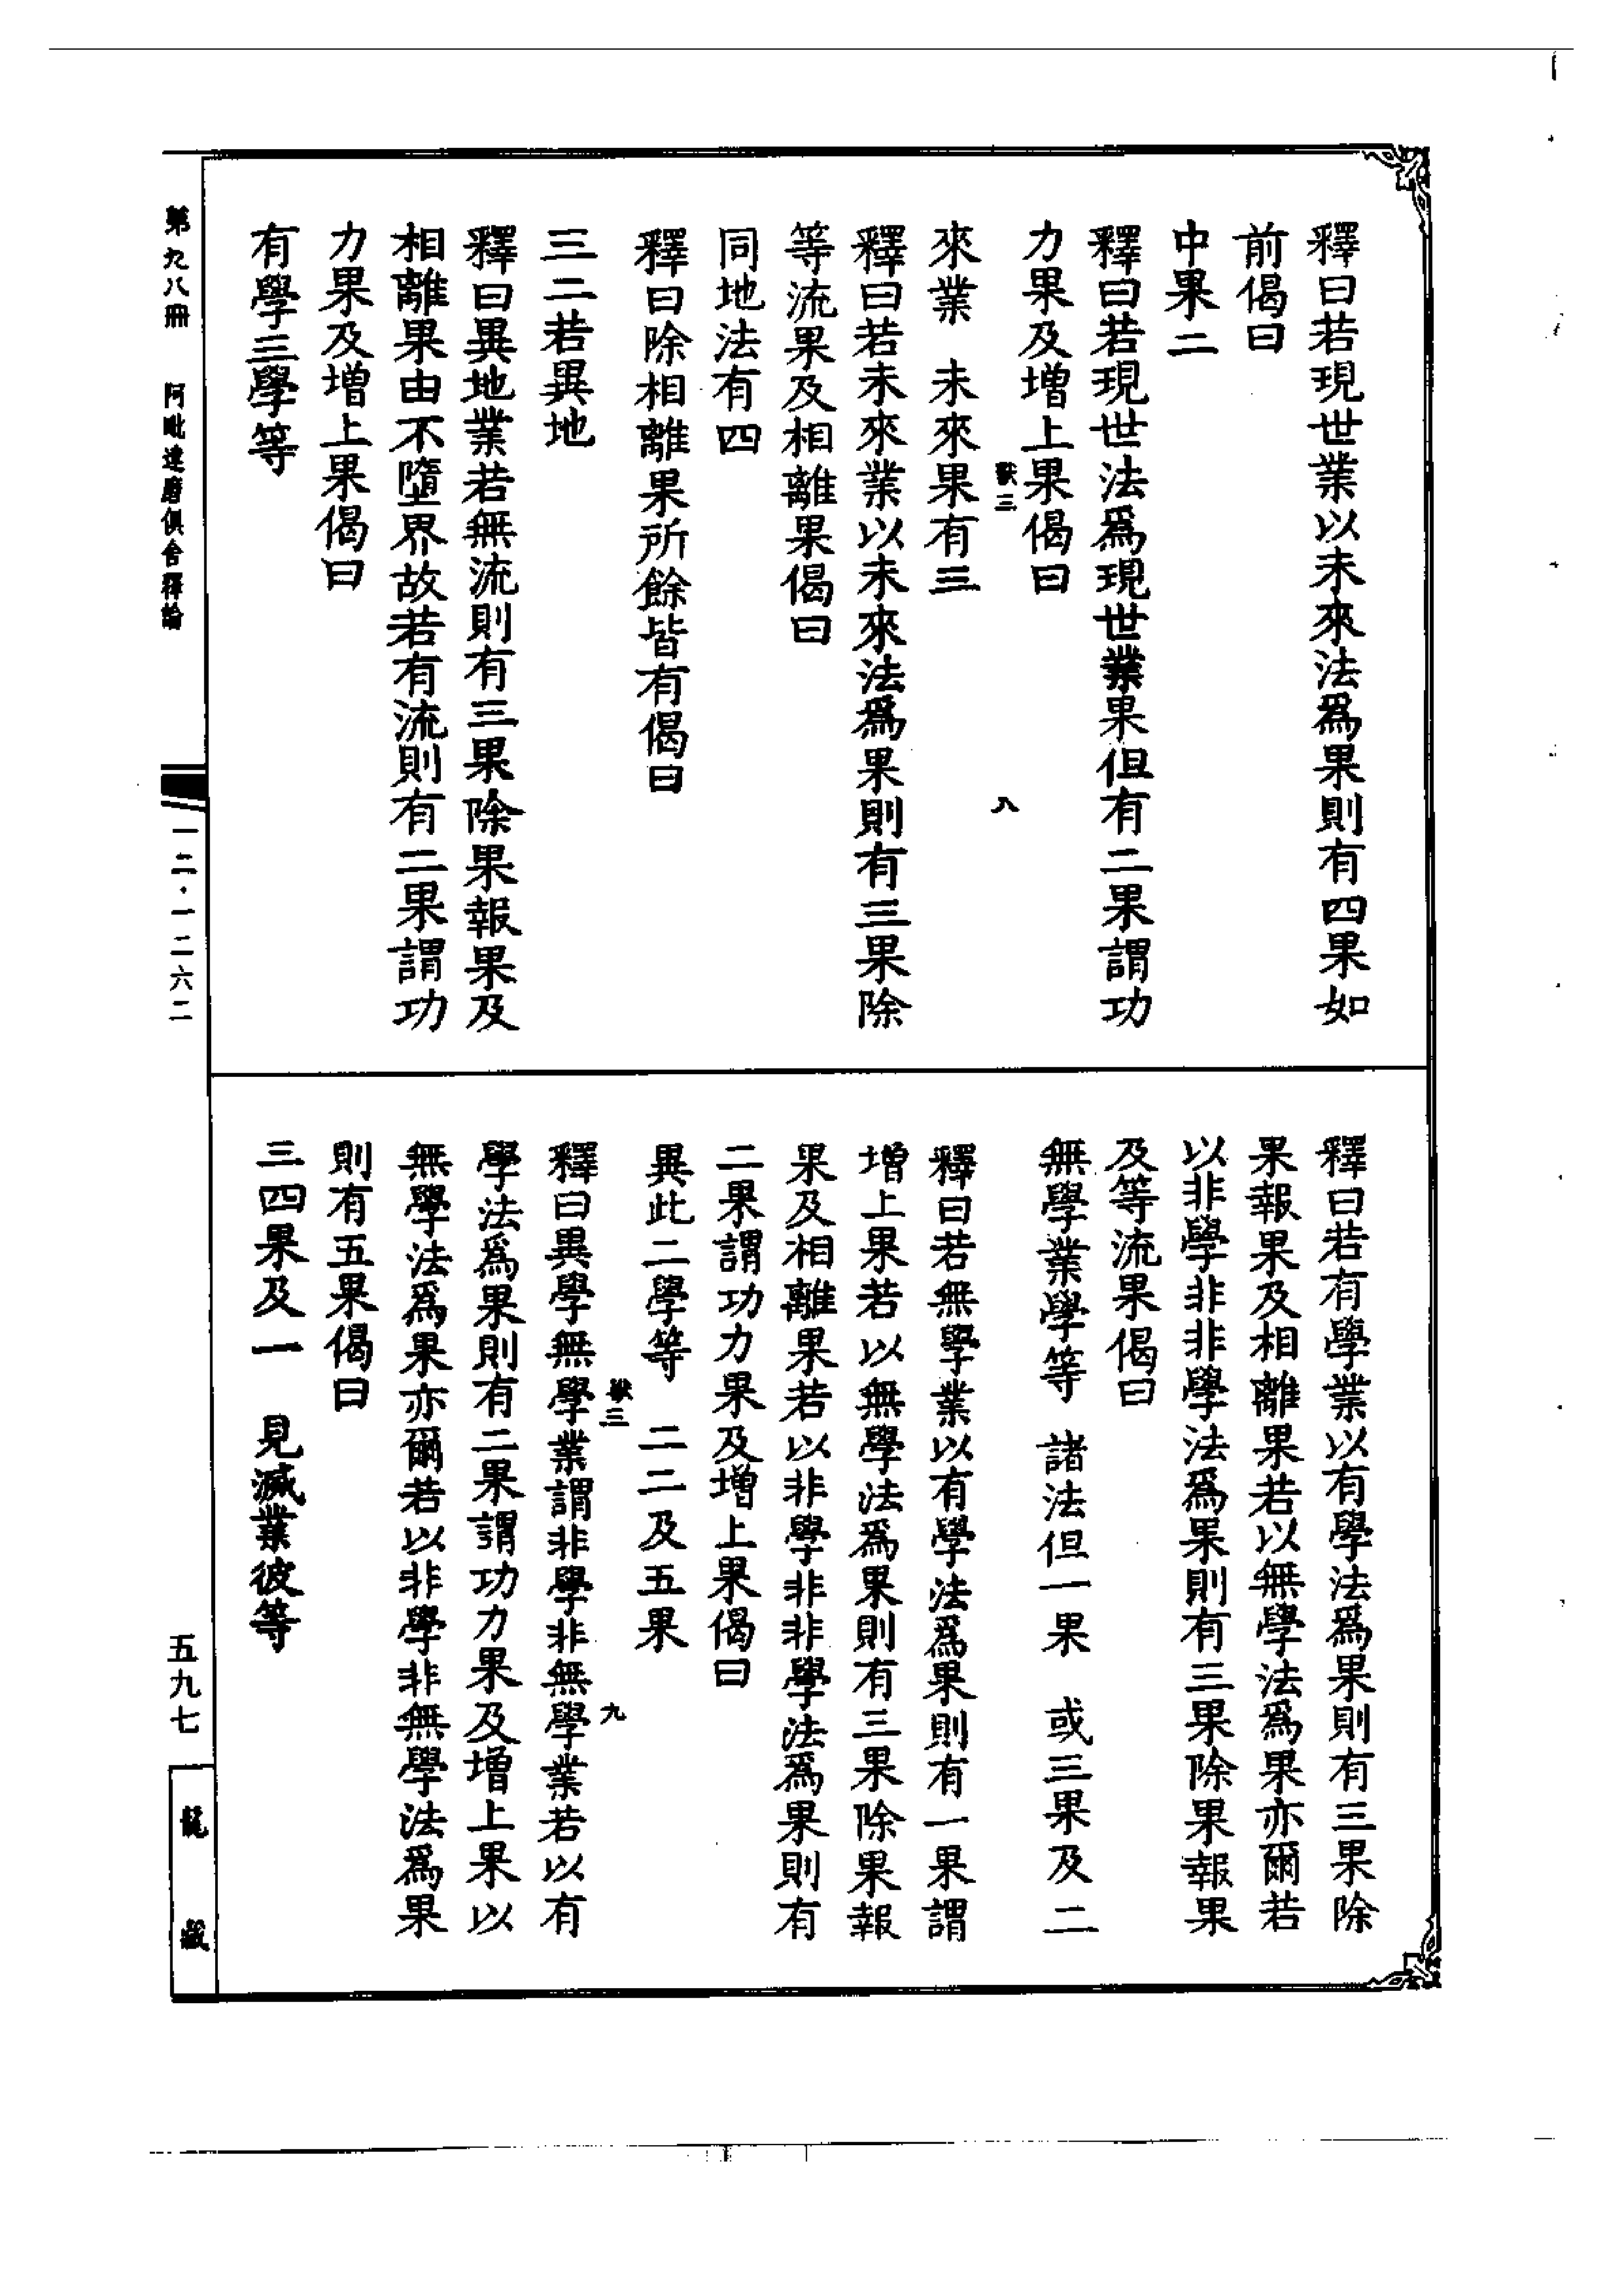 釋曰若現世業以未來法爲果則有四果如
前偈曰
中果二
釋曰若現世法爲現世業果但有二果謂功
力果及增上果偈曰
獸三
八
來業　未來果有三
釋曰若未來業以未來法爲果則有三果除
等流果及相離果偈曰
同地法有四
釋曰除相離果所餘皆有偈曰
三二若異地
釋曰異地業若無流則有三果除果報果及
相離果由不墮界故若有流則有二果謂功
力果及增上果偈曰
有學三學等
釋曰若有學業以有學法爲果則有三果除
果報果及相離果若以無學法爲果亦爾若
以非學非非學法爲果則有三果除果報果
及等流果偈曰
無學業學等　諸法但一果　或三果及二
釋曰若無學業以有學法爲果則有一果謂
增上果若以無學法爲果則有三果除果報
果及相離果若以非學非非學法爲果則有
二果謂功力果及增上果偈曰
異此二學等　二二及五果
獸三
九
釋曰異學無學業謂非學非無學業若以有
學法爲果則有二果謂功力果及增上果以
無學法爲果亦爾若以非學非無學法爲果
則有五果偈曰
三四果及一　見滅業彼等
第九八冊　阿毗達磨俱舍釋論
一二·一二六二
五九七
龍藏